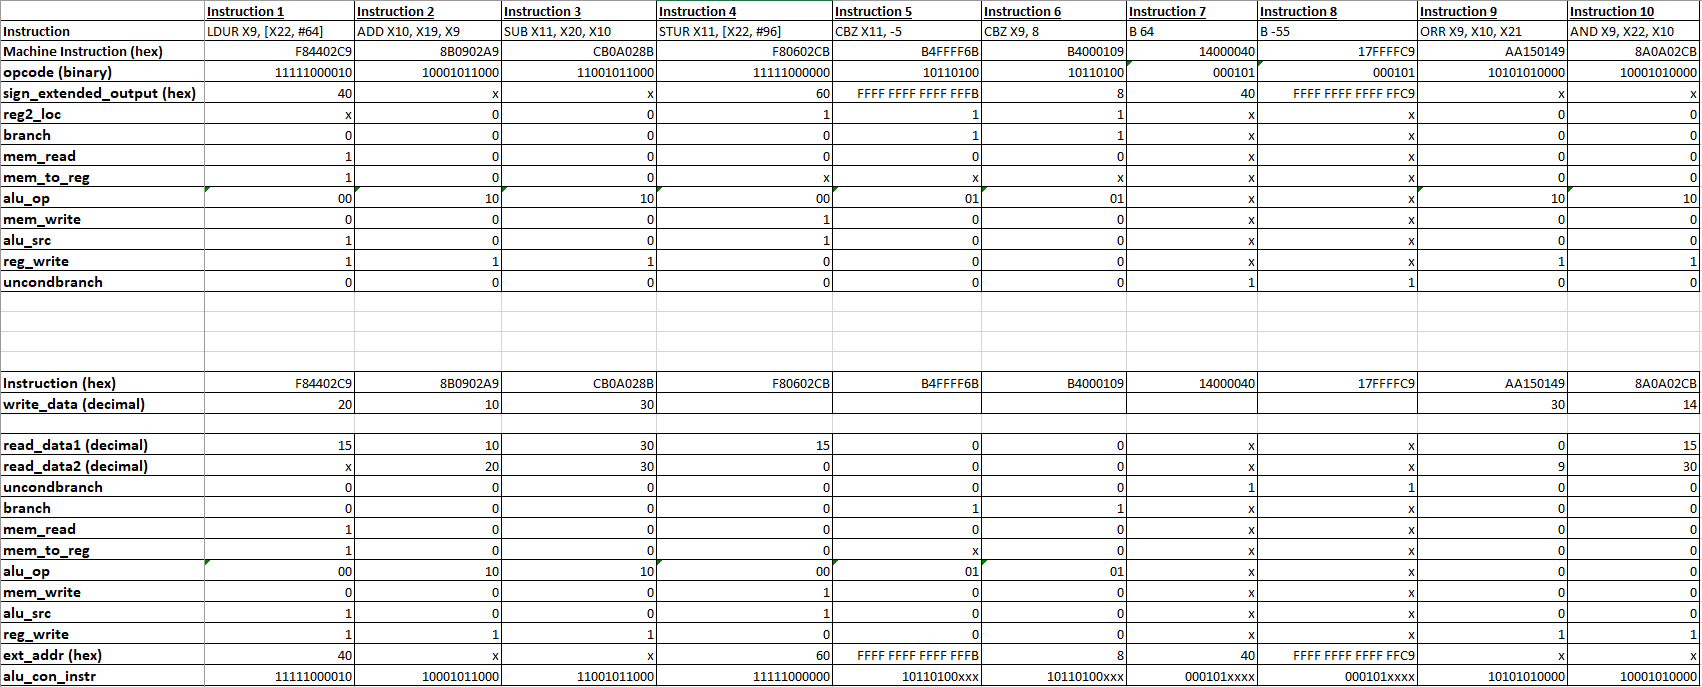 Instruction 1 Instruction 2 Instruction 3 Instruction 4 Instruction 5 Instruction 6 Instruction 7 Instruction 8 Instruction 9 Instruction 10
Instruction LDUR X9, [X22, #64] ADD X10, X19, X9 SUB X11, X20, X10 STUR X11, [X22, #96] CBZ X11, -5 CBZ X9, 8 B 64 B -55 ORR X9, X10, X21 AND X9, X22, X10
Machine Instruction (hex) F84402C9 8B0902A9 CB0A028B F80602CB B4FFFF6B B4000109 14000040 17FFFFC9 AA150149 8A0A02CB
opcode (binary) 11111000010 10001011000 11001011000 11111000000 10110100 10110100 000101 000101 10101010000 10001010000
sign_extended_output (hex) 40 x x 60 FFFF FFFF FFFF FFFB 8 40 FFFF FFFF FFFF FFC9 x x
reg2_loc x 0 0 1 1 1 x x 0 0
branch 0 0 0 0 1 1 x x 0 0
mem_read 1 0 0 0 0 0 x x 0 0
mem_to_reg 1 0 0 x x x x x 0 0
alu_op 00 10 10 00 01 01 x x 10 10
mem_write 0 0 0 1 0 0 x x 0 0
alu_src 1 0 0 1 0 0 x x 0 0
reg_write 1 1 1 0 0 0 x x 1 1
uncondbranch 0 0 0 0 0 0 1 1 0 0
Instruction (hex) F84402C9 8B0902A9 CB0A028B F80602CB B4FFFF6B B4000109 14000040 17FFFFC9 AA150149 8A0A02CB
write_data (decimal) 20 10 30 30 14
read_data1 (decimal) 15 10 30 15 0 0 x x 0 15
read_data2 (decimal) x 20 30 0 0 0 x x 9 30
uncondbranch 0 0 0 0 0 0 1 1 0 0
branch 0 0 0 0 1 1 x x 0 0
mem_read 1 0 0 0 0 0 x x 0 0
mem_to_reg 1 0 0 0 x 0 x x 0 0
alu_op 00 10 10 00 01 01 x x 0 0
mem_write 0 0 0 1 0 0 x x 0 0
alu_src 1 0 0 1 0 0 x x 0 0
reg_write 1 1 1 0 0 0 x x 1 1
ext_addr (hex) 40 x x 60 FFFF FFFF FFFF FFFB 8 40 FFFF FFFF FFFF FFC9 x x
alu_con_instr 11111000010 10001011000 11001011000 11111000000 10110100xxx 10110100xxx 000101xxxx 000101xxxx 10101010000 10001010000